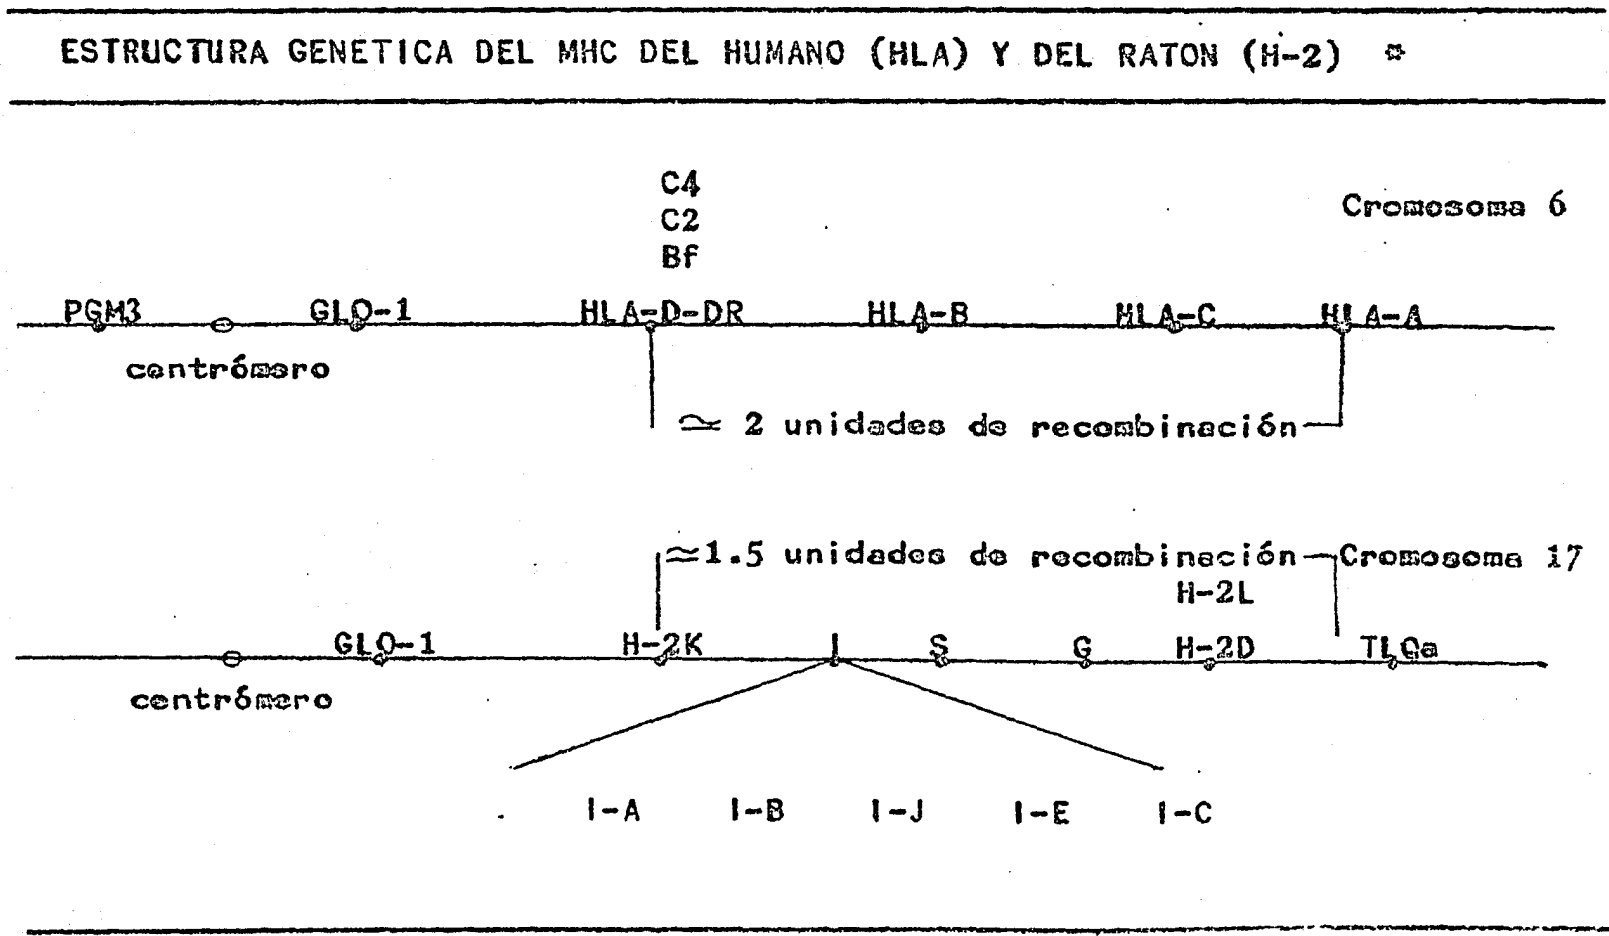 ESTRUCTURA GENETICA DEL MHC DEL HUMANO (HLA) Y DEL RATON (H-2) *
C4
C2
Bf
Cromosoma 6
PGM3 GLO-1 HLA-D-DR HLA-B HLA-C HLA-A
centrómero
≃ 2 unidades de recombinación
≃1.5 unidades de recombinación Cromosoma 17
H-2L
GLO-1 H-2K I S G H-2D TLQa
centrómero
I-A I-B I-J I-E I-C